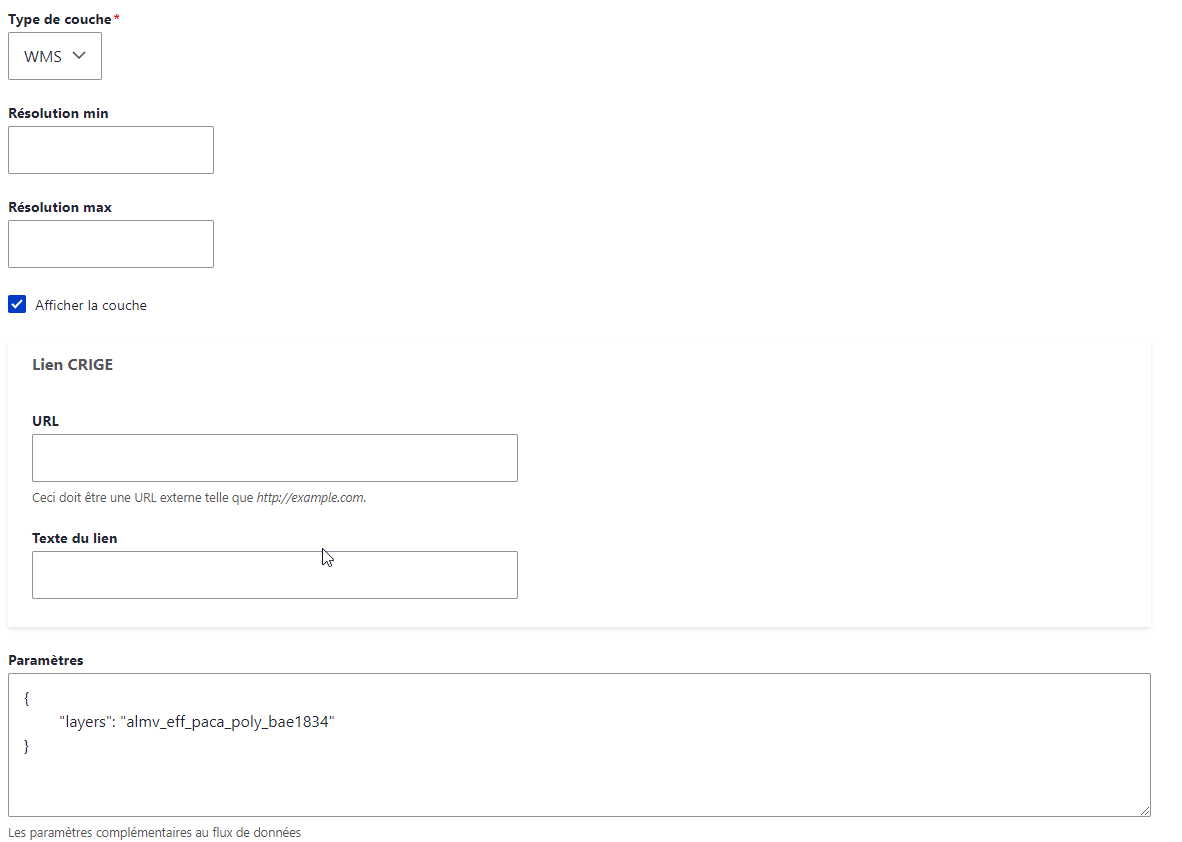 Type de couche*
WMS
Résolution min
Résolution max
Afficher la couche
Lien CRIGE
URL
Ceci doit être une URL externe telle que http://example.com.
Texte du lien
Paramètres
{
"layers": "almv_eff_paca_poly_bae1834"
}
Les paramètres complémentaires au flux de données